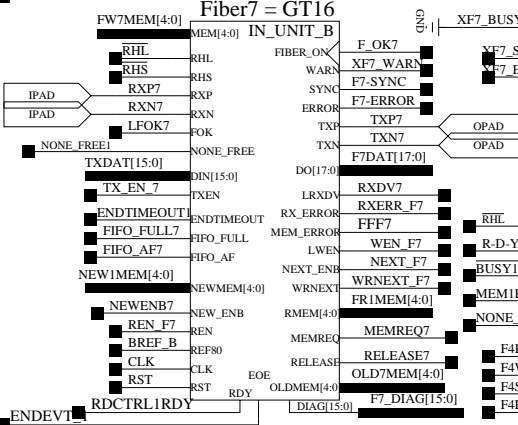 Fiber7 = GT16
FW7MEM[4:0]
MEM[4:0]
IN_UNIT_B
GND
XF7_BUSY
RHL
RHL
FIBER_ON
F_OK7
RHS
RHS
WARN
XF7_WARN
IPAD
RXP7
RXP
SYNC
F7-SYNC
IPAD
RXN7
RXN
ERROR
F7-ERROR
LFOK7
FOK
TXP
TXP7
OPAD
NONE_FREE1
NONE_FREE
TXN
TXN7
OPAD
TXDAT[15:0]
DIN[15:0]
DO[17:0]
F7DAT[17:0]
TX_EN_7
TXEN
LRXDV
RXDV7
ENDTIMEOUT1
ENDTIMEOUT
RX_ERROR
RXERR_F7
RHL
FIFO_FULL7
FIFO_FULL
MEM_ERROR
FFF7
FIFO_AF7
FIFO_AF
LWEN
WEN_F7
R-D-Y
NEXT_ENB
NEXT_F7
BUSY1
NEW1MEM[4:0]
NEWMEM[4:0]
WRNEXT
WRNEXT_F7
NEWENB7
NEW_ENB
RMEM[4:0]
FR1MEM[4:0]
REN_F7
REN
MEMREQ
MEMREQ7
NONE_
BREF_B
REF80
CLK
CLK
RELEASE
RELEASE7
RST
RST
EOE
OLDMEM[4:0]
OLD7MEM[4:0]
RDY
RDCTRL1RDY
DIAG[15:0]
F7_DIAG[15:0]